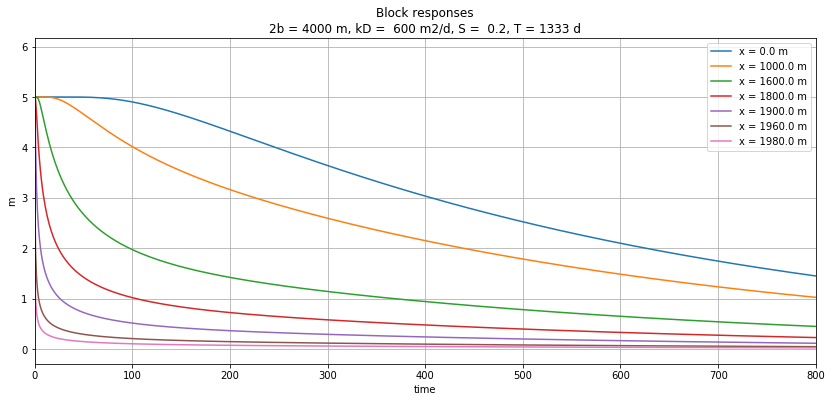 Block responses
2b = 4000 m, kD =  600 m2/d, S =  0.2, T = 1333 d
6
5
4
3
2
1
0
m
x = 0.0 m
x = 1000.0 m
x = 1600.0 m
x = 1800.0 m
x = 1900.0 m
x = 1960.0 m
x = 1980.0 m
0 100 200 300 400 500 600 700 800
time